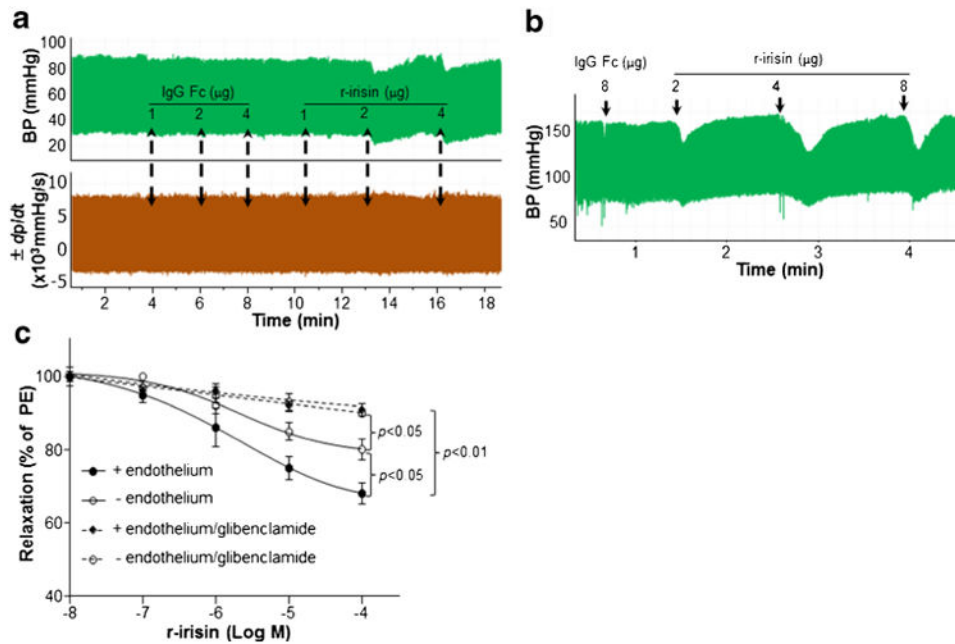 a
BP (mmHg)
100
80
60
40
20
IgG Fc (µg)
1 2 4
r-irisin (µg)
1 2 4
± dp/dt
(x10³mmHg/s)
10
5
0
-5
2 4 6 8 10 12 14 16 18
Time (min)
b
BP (mmHg)
150
100
50
IgG Fc (µg)
8
r-irisin (µg)
2 4 8
1 2 3 4
Time (min)
c
Relaxation (% of PE)
100
80
60
40
+ endothelium
- endothelium
+ endothelium/glibenclamide
- endothelium/glibenclamide
p<0.05
p<0.05
p<0.01
-8 -7 -6 -5 -4
r-irisin (Log M)